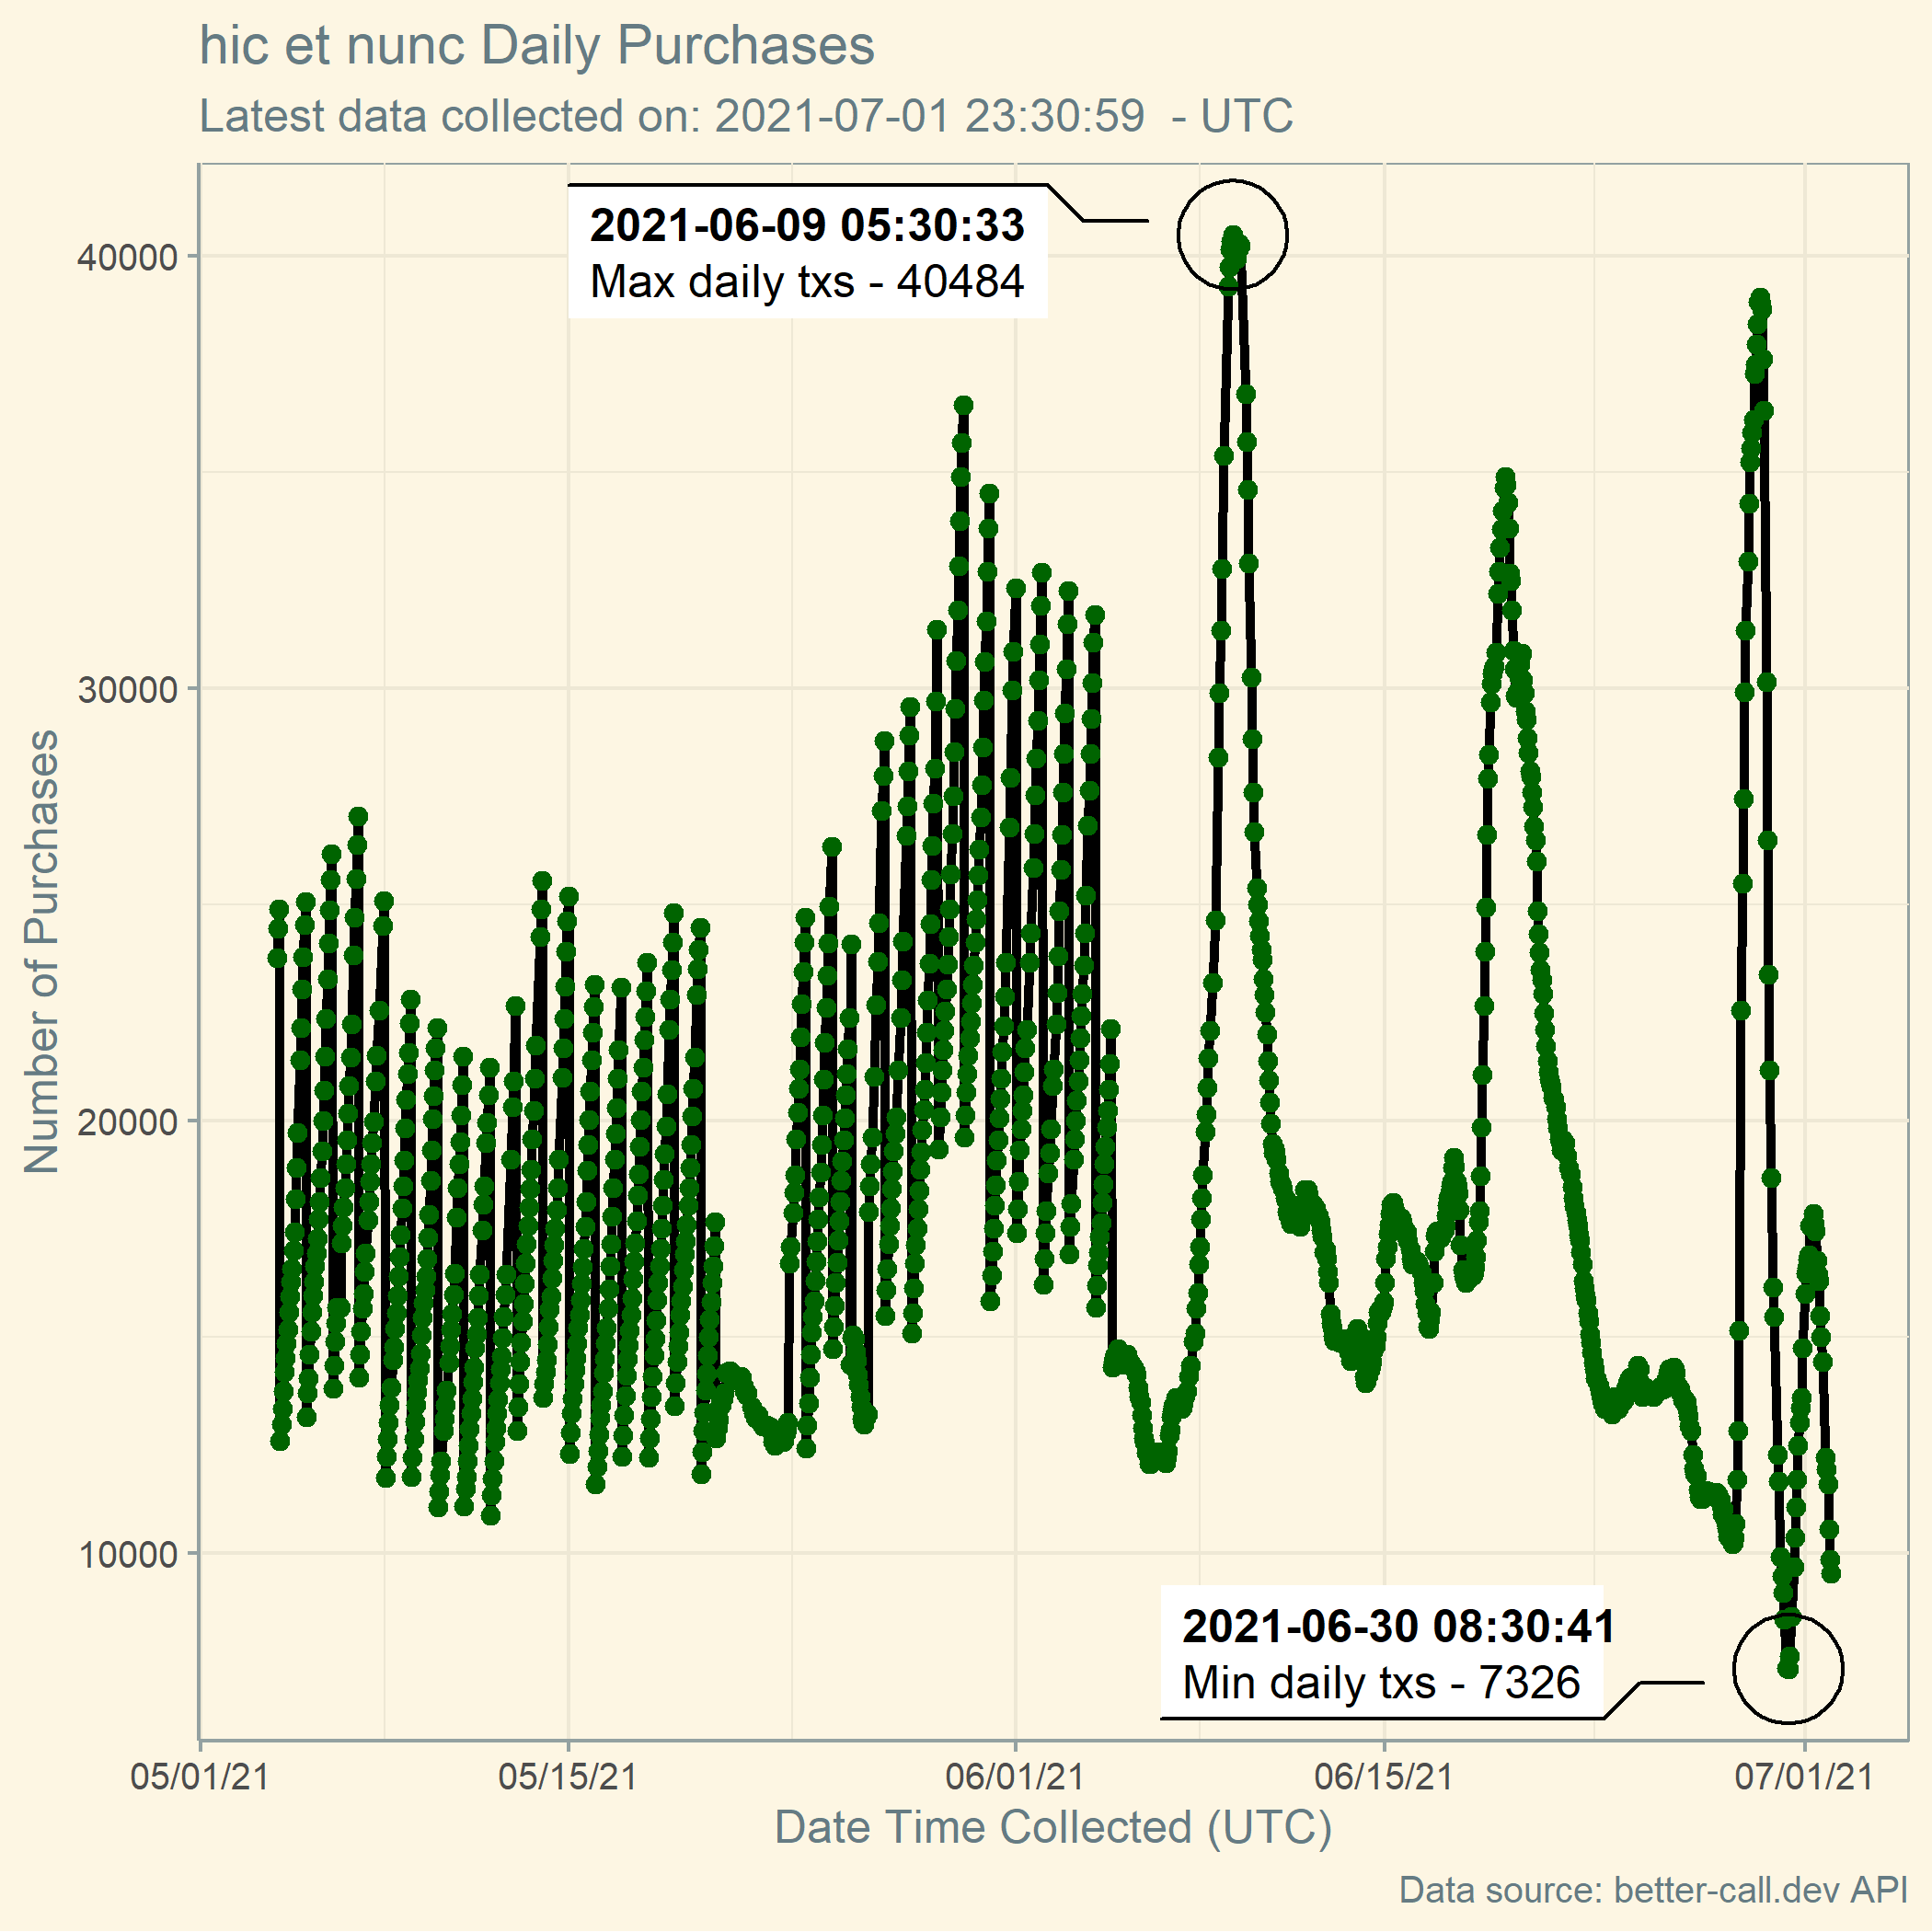 hic et nunc Daily Purchases
Latest data collected on: 2021-07-01 23:30:59  - UTC
2021-06-09 05:30:33
Max daily txs - 40484
40000
30000
20000
10000
Number of Purchases
2021-06-30 08:30:41
Min daily txs - 7326
05/01/21
05/15/21
06/01/21
06/15/21
07/01/21
Date Time Collected (UTC)
Data source: better-call.dev API